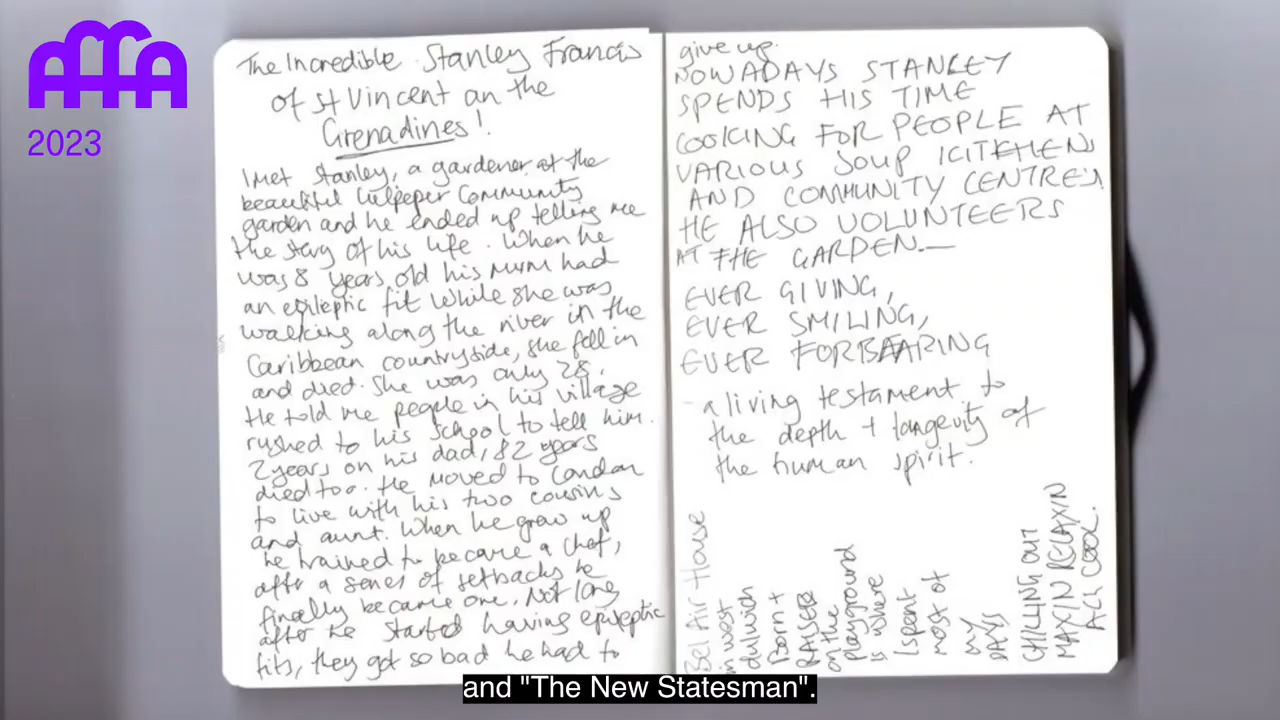 AFFA
2023
The Incredible Stanley Francis
of St Vincent an the
Grenadines!
I met Stanley, a gardener at the
beautiful Culpeper Community
garden and he ended up telling me
the story of his life. When he
was 8 years old his mum had
an epileptic fit while she was
walking along the river in the
Caribbean countryside, she fell in
and died. She was only 28.
He told me people in his village
rushed to his school to tell him.
2 years on his dad, 82 years
died too. He moved to London
to live with his two cousins
and aunt. When he grew up
he trained to became a chef,
after a series of setbacks he
finally became one. Not long
after he started having epileptic
fits, they got so bad he had to
give up.
NOWADAYS STANLEY
SPENDS HIS TIME
COOKING FOR PEOPLE AT
VARIOUS SOUP KITCHENS
AND COMMUNITY CENTRES,
HE ALSO VOLUNTEERS
AT THE GARDEN.—
EVER GIVING,
EVER SMILING,
EVER FORBEARING
- a living testament to
the depth + longevity of
the human spirit.
Bel Air House
in west
dulwich
Born +
RAISED
on the
playground
is where
I spent
most of
MY
DAYS
CHILLING OUT
MAXIN RELAXIN
ALL COOL.
and "The New Statesman".